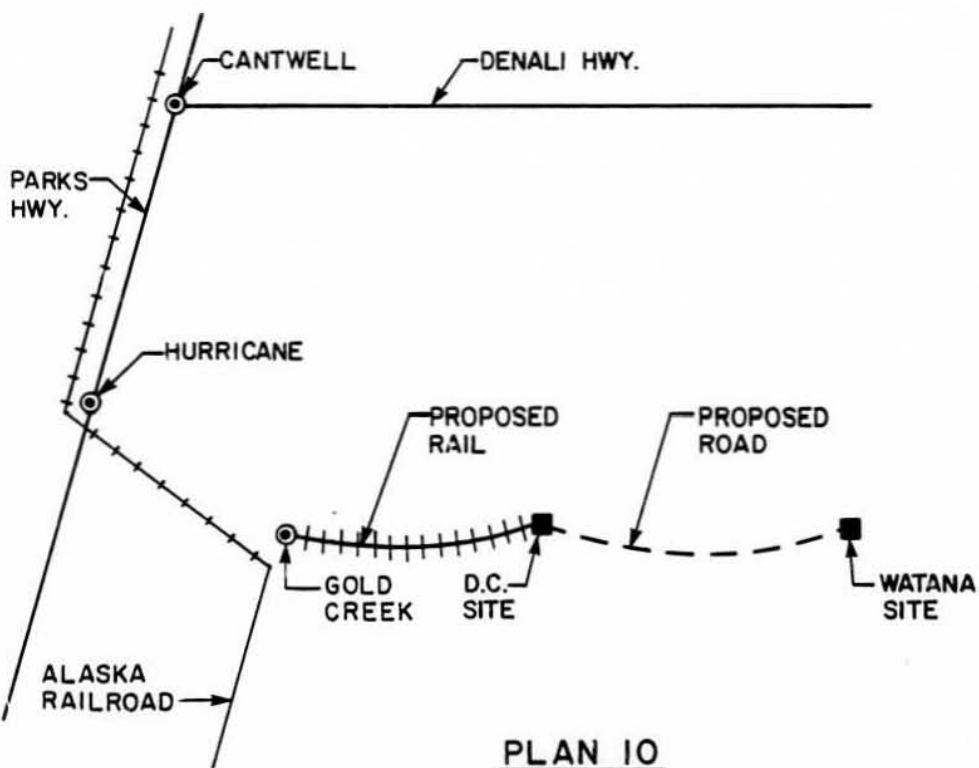 CANTWELL
DENALI HWY.
PARKS
HWY.
HURRICANE
PROPOSED
RAIL
PROPOSED
ROAD
GOLD
CREEK
D.C.
SITE
WATANA
SITE
ALASKA
RAILROAD
PLAN 10